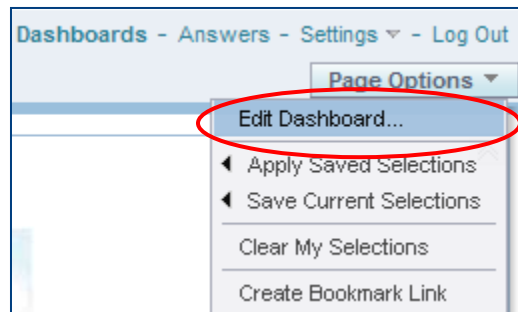 Dashboards - Answers - Settings - Log Out
Page Options
Edit Dashboard...
Apply Saved Selections
Save Current Selections
Clear My Selections
Create Bookmark Link